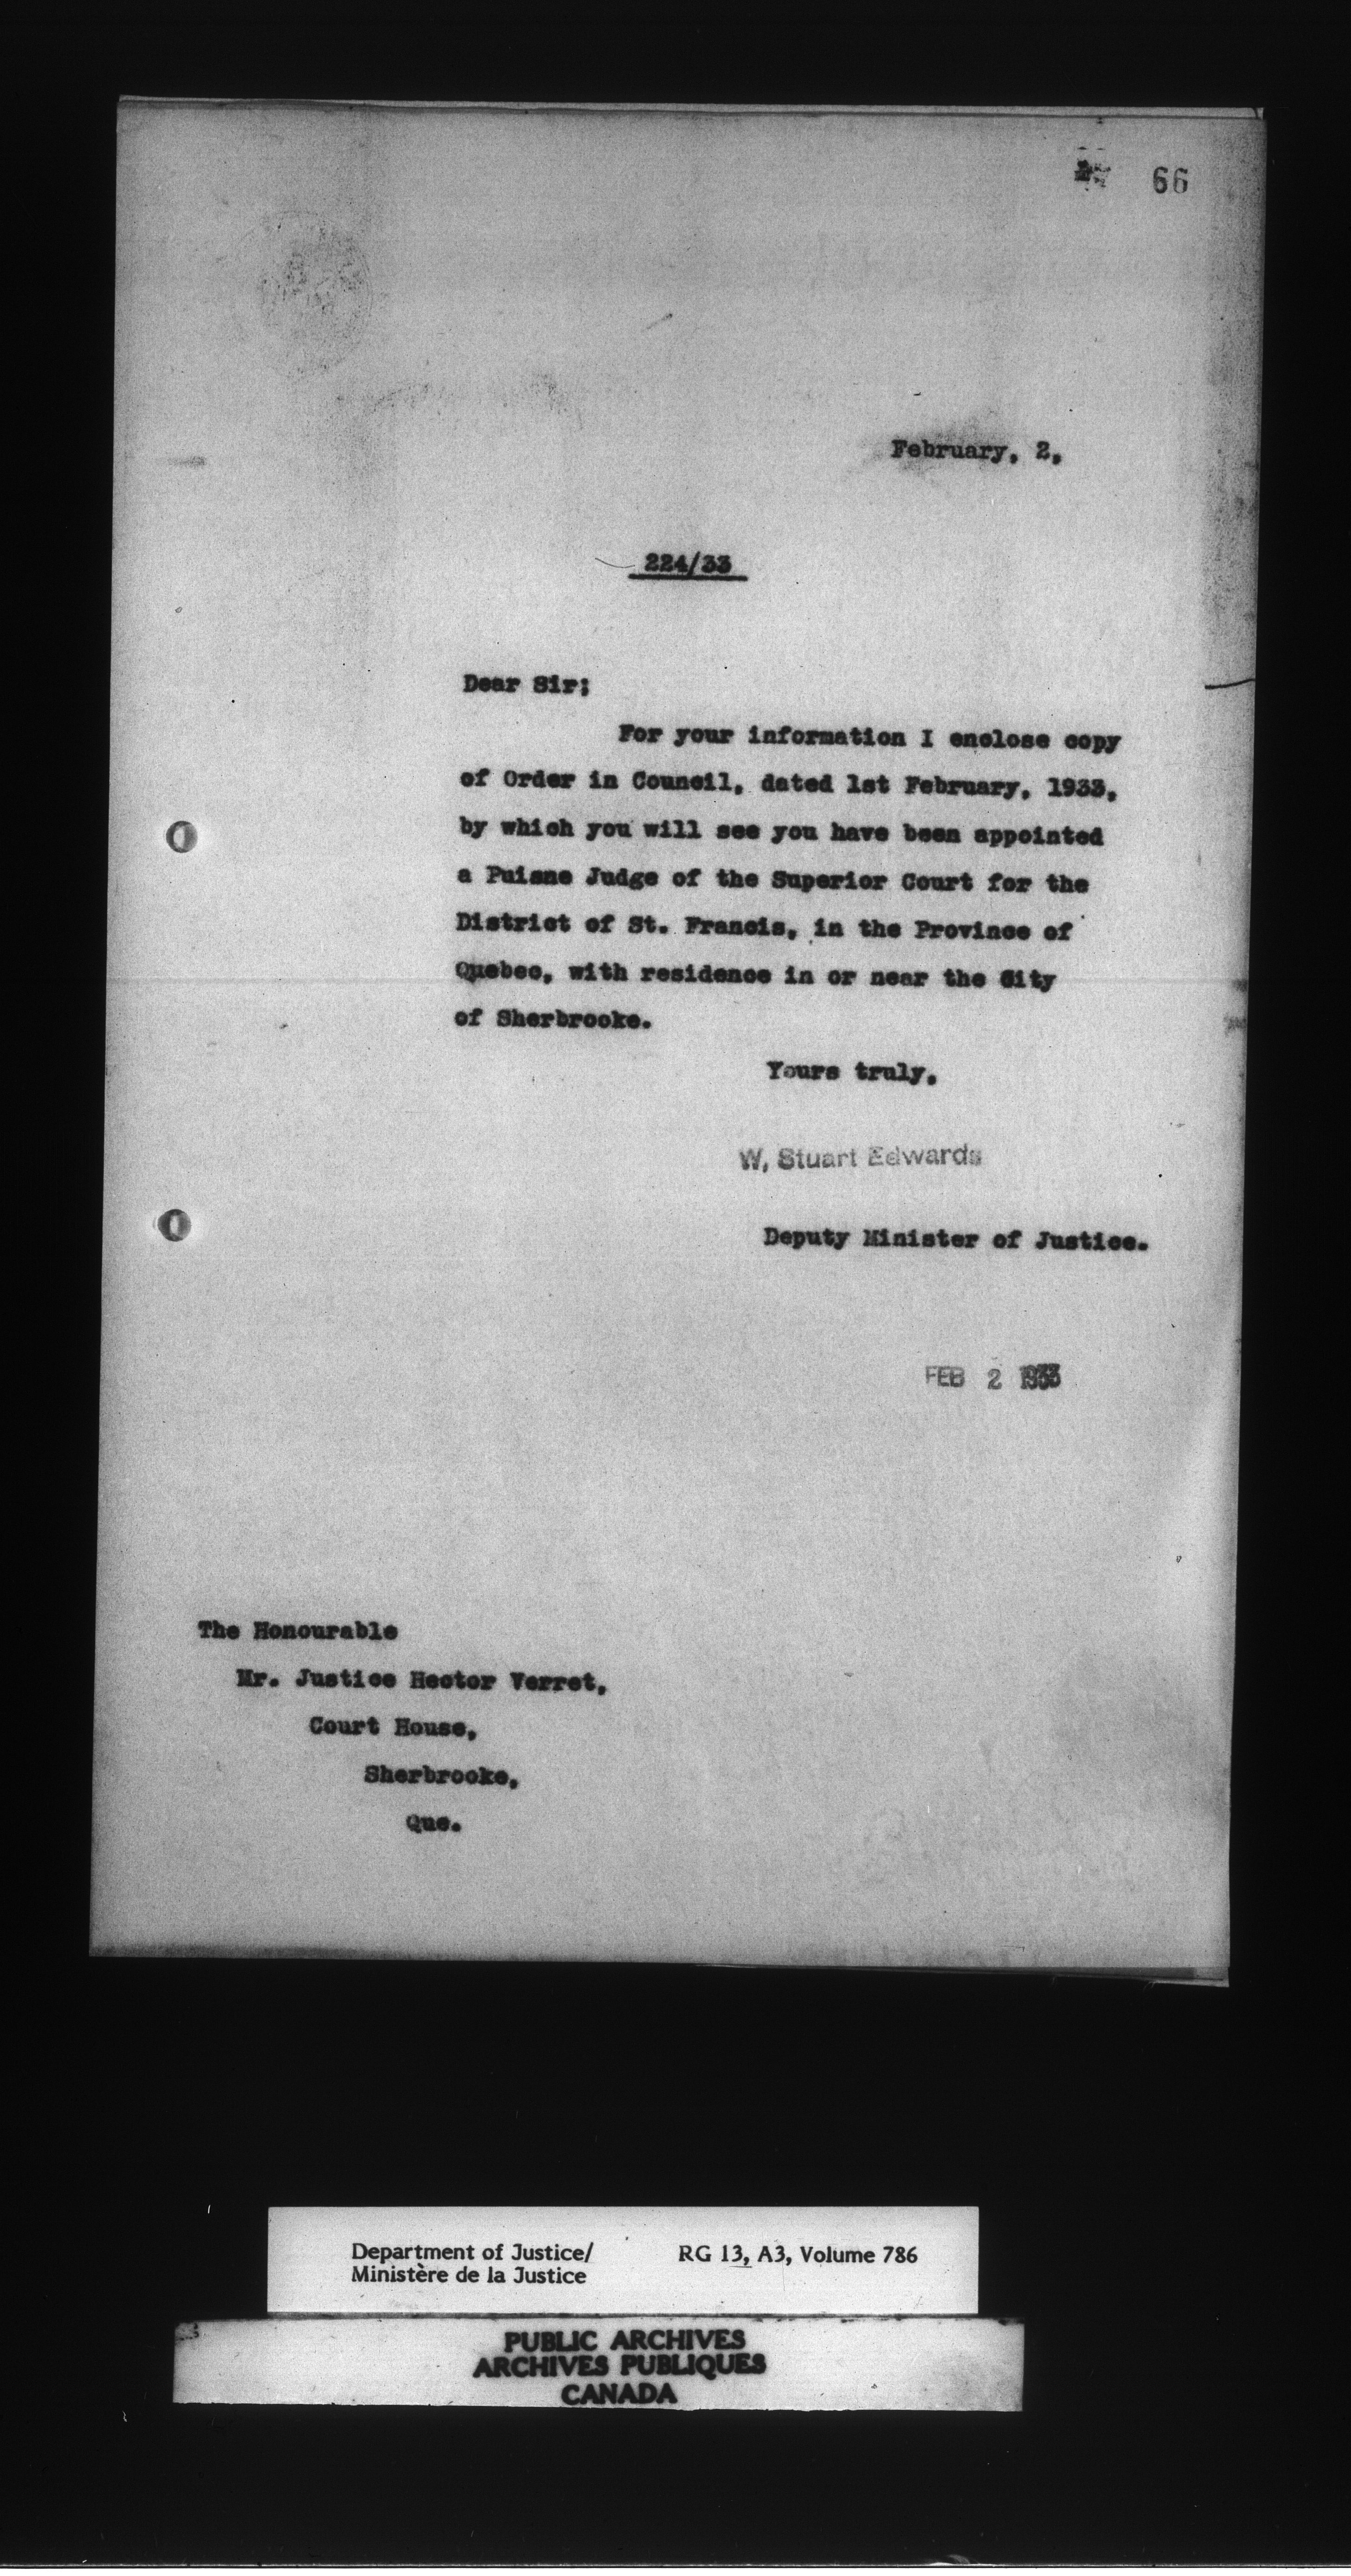 66
February, 2,
224/33
Dear Sir;
For your information I enclose copy
of Order in Council, dated 1st February, 1933,
by which you will see you have been appointed
a Puisne Judge of the Superior Court for the
District of St. Francis, in the Province of
Quebec, with residence in or near the City
of Sherbrooke.
Yours truly,
W. Stuart Edwards
Deputy Minister of Justice.
FEB 2 1933
The Honourable
Mr. Justice Hector Verret,
Court House,
Sherbrooke,
Que.
Department of Justice/
Ministère de la Justice
RG 13, A3, Volume 786
PUBLIC ARCHIVES
ARCHIVES PUBLIQUES
CANADA